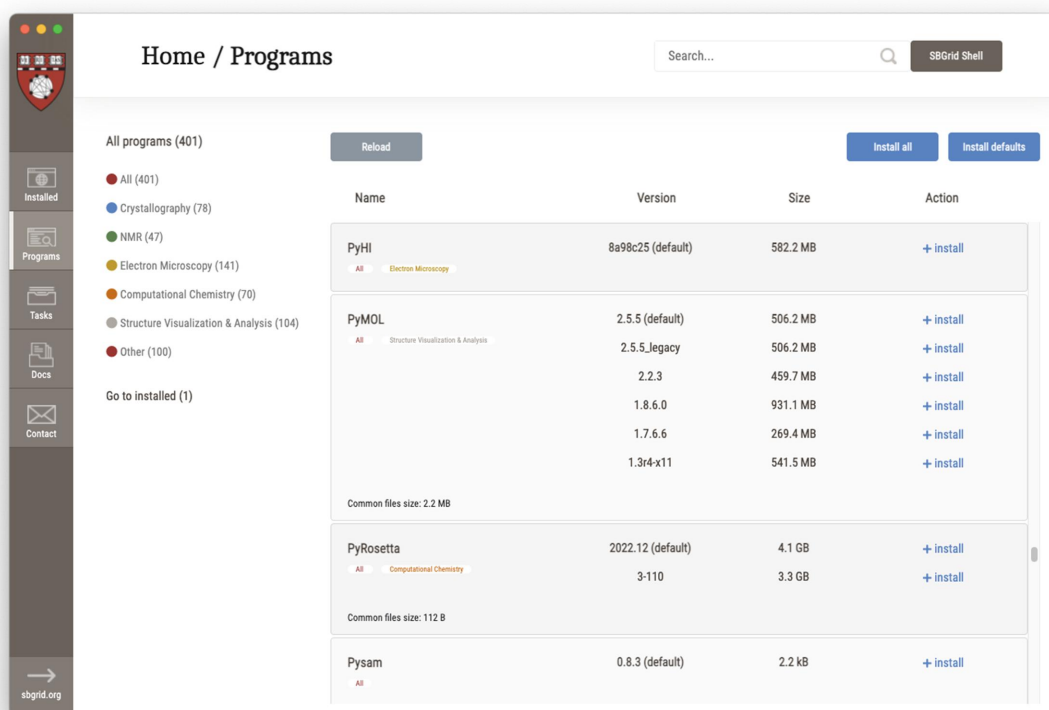 Home / Programs
Search...
SBGrid Shell
Installed
Programs
Tasks
Docs
Contact
sbgrid.org
All programs (401)
All (401)
Crystallography (78)
NMR (47)
Electron Microscopy (141)
Computational Chemistry (70)
Structure Visualization & Analysis (104)
Other (100)
Go to installed (1)
Reload
Install all
Install defaults
Name Version Size Action
PyHI 8a98c25 (default) 582.2 MB + install
All Electron Microscopy
PyMOL 2.5.5 (default) 506.2 MB + install
All Structure Visualization & Analysis
2.5.5_legacy 506.2 MB + install
2.2.3 459.7 MB + install
1.8.6.0 931.1 MB + install
1.7.6.6 269.4 MB + install
1.3r4-x11 541.5 MB + install
Common files size: 2.2 MB
PyRosetta 2022.12 (default) 4.1 GB + install
All Computational Chemistry
3-110 3.3 GB + install
Common files size: 112 B
Pysam 0.8.3 (default) 2.2 kB + install
All